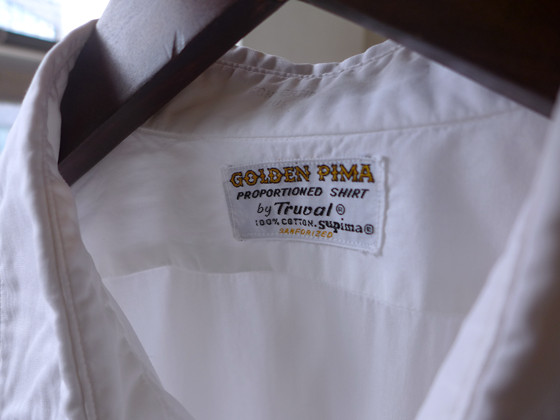 GOLDEN PIMA
PROPORTIONED SHIRT
by Truval®
100% COTTON. Supima®
SANFORIZED